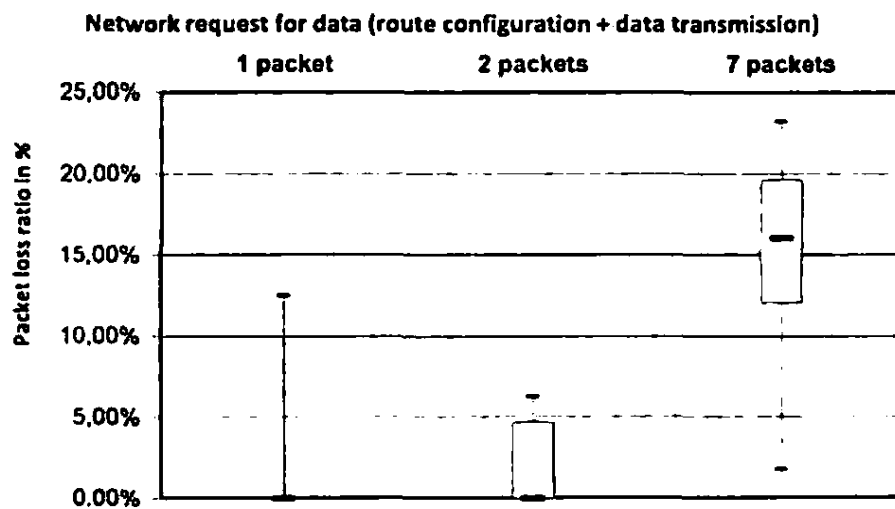 Network request for data (route configuration + data transmission)
1 packet 2 packets 7 packets
Packet loss ratio in %
25,00%
20,00%
15,00%
10,00%
5,00%
0.00%